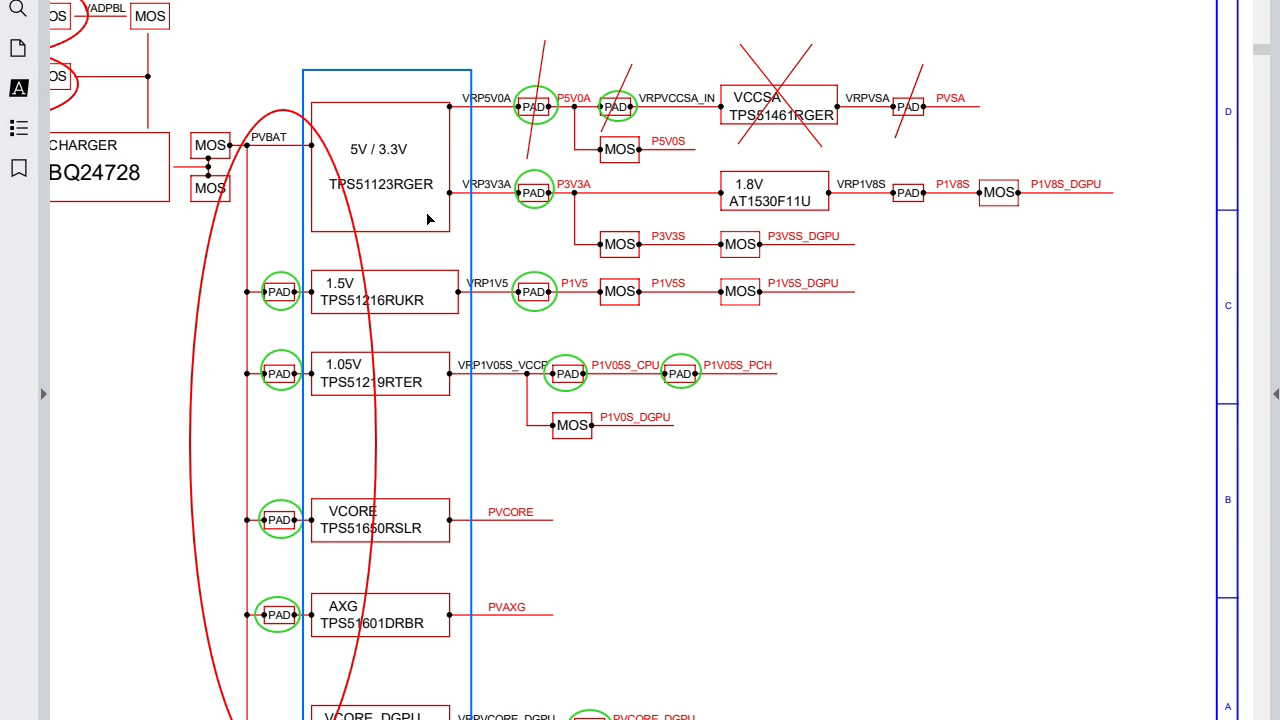 OS
VADPBL
MOS
OS
CHARGER
BQ24728
MOS
MOS
PVBAT
5V / 3.3V
TPS51123RGER
VRP5V0A
PAD
P5V0A
PAD
VRPVCCSA_IN
VCCSA
TPS51461RGER
VRPVSA
PAD
PVSA
MOS
P5V0S
VRP3V3A
PAD
P3V3A
1.8V
AT1530F11U
VRP1V8S
PAD
P1V8S
MOS
P1V8S_DGPU
MOS
P3V3S
MOS
P3VSS_DGPU
PAD
1.5V
TPS51216RUKR
VRP1V5
PAD
P1V5
MOS
P1V5S
MOS
P1V5S_DGPU
PAD
1.05V
TPS51219RTER
VRP1V05S_VCCP
PAD
P1V05S_CPU
PAD
P1V05S_PCH
MOS
P1V0S_DGPU
PAD
VCORE
TPS51650RSLR
PVCORE
PAD
AXG
TPS51601DRBR
PVAXG
VCORE_DGPU
VRPVCORE_DGPU
PVCORE_DGPU
D
C
B
A
A